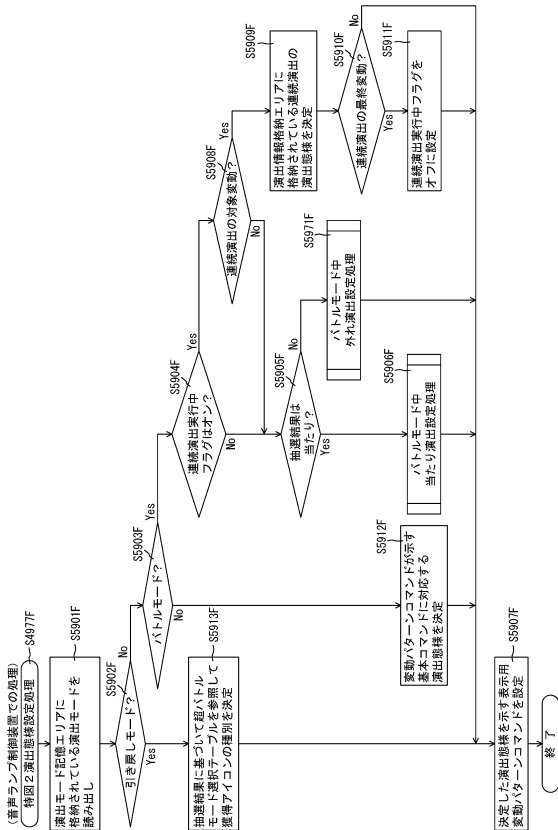 (音声ランプ制御装置での処理)
特図2演出態様設定処理
S4977F
演出モード記憶エリアに
格納されている演出モードを
読み出し
S5901F
引き戻しモード?
S5902F
No
Yes
抽選結果に基づいて超バトル
モード選択テーブルを参照して
獲得アイコンの種別を決定
S5913F
バトルモード?
S5903F
Yes
No
変動パターンコマンドが示す
基本コマンドに対応する
演出態様を決定
S5912F
連続演出実行中
フラグはオン?
S5904F
Yes
No
抽選結果は
当たり?
S5905F
No
Yes
バトルモード中
当たり演出設定処理
S5906F
バトルモード中
外れ演出設定処理
S5971F
連続演出の対象変動?
S5908F
Yes
No
演出情報格納エリアに
格納されている連続演出の
演出態様を決定
S5909F
連続演出の最終変動?
S5910F
No
Yes
連続演出実行中フラグを
オフに設定
S5911F
決定した演出態様を示す表示用
変動パターンコマンドを設定
S5907F
終了